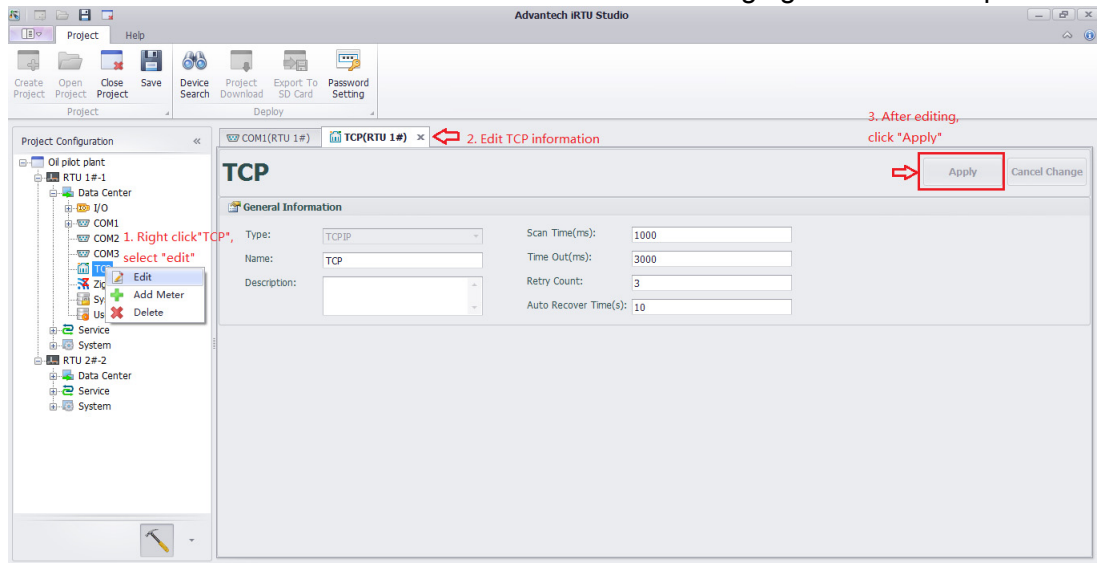 Advantech iRTU Studio
Project Help
Create Project
Open Project
Close Project
Save
Device Search
Project Download
Export To SD Card
Password Setting
Project
Deploy
3. After editing,
click "Apply"
Project Configuration «
COM1(RTU 1#) TCP(RTU 1#) x 2. Edit TCP information
Oil pilot plant
RTU 1#-1
Data Center
I/O
COM1
COM2
COM3
1. Right click"TCP",
select "edit"
Edit
Add Meter
Delete
Service
System
RTU 2#-2
Data Center
Service
System
TCP
Apply
Cancel Change
General Information
Type: TCPIP
Name: TCP
Description:
Scan Time(ms): 1000
Time Out(ms): 3000
Retry Count: 3
Auto Recover Time(s): 10